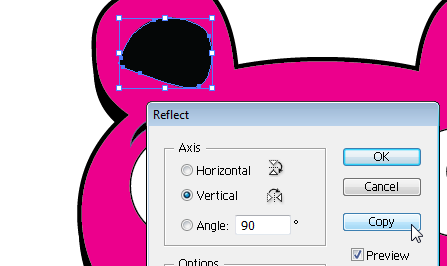 Reflect
Axis
Horizontal
Vertical
Angle: 90 °
OK
Cancel
Copy
Preview
Options